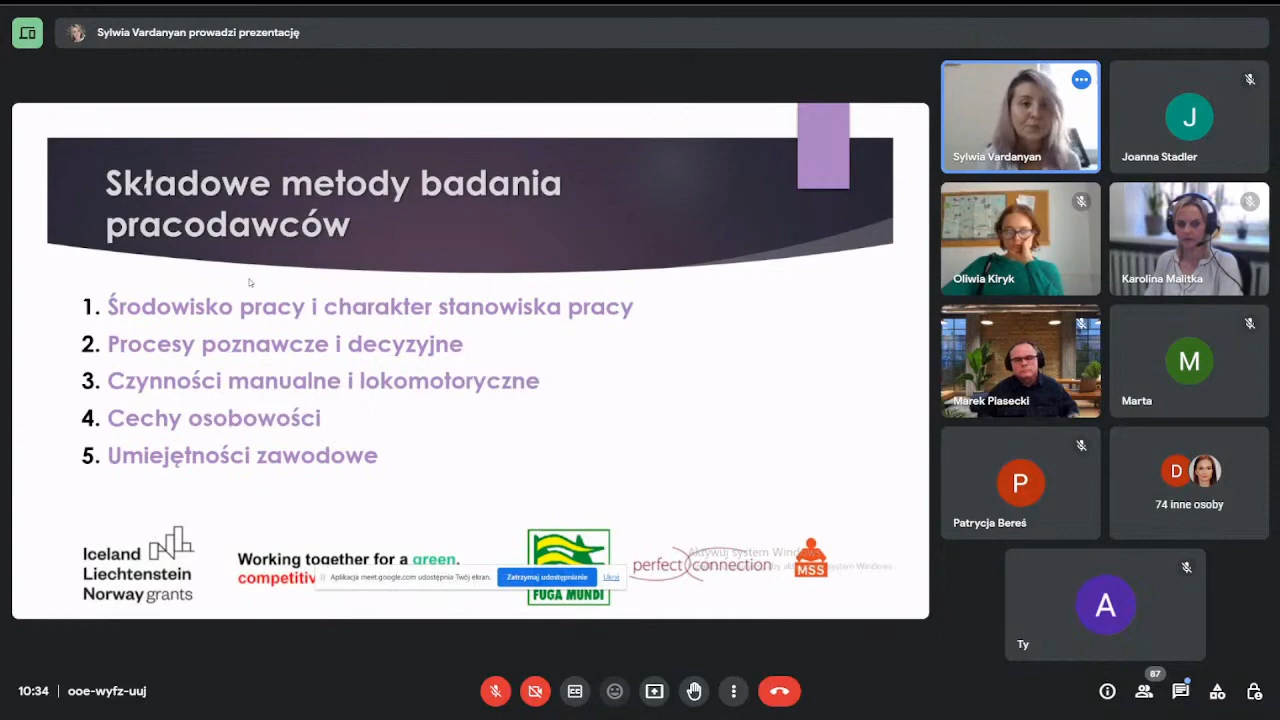 Sylwia Vardanyan prowadzi prezentację
Składowe metody badania
pracodawców
1. Środowisko pracy i charakter stanowiska pracy
2. Procesy poznawcze i decyzyjne
3. Czynności manualne i lokomotoryczne
4. Cechy osobowości
5. Umiejętności zawodowe
Iceland
Liechtenstein
Norway grants
Working together for a green,
competitiv
Aplikacja meet.google.com udostępnia Twój ekran.
Zatrzymaj udostępnianie
Ukryj
FUGA MUNDI
perfect connection
MSS
Aktywuj system Windows
aby aktywować system Windows.
Sylwia Vardanyan
J
Joanna Stadler
Oliwia Kiryk
Karolina Malitka
Marek Piasecki
M
Marta
P
Patrycja Bereś
D
74 inne osoby
A
Ty
10:34
ooe-wyfz-uuj
87